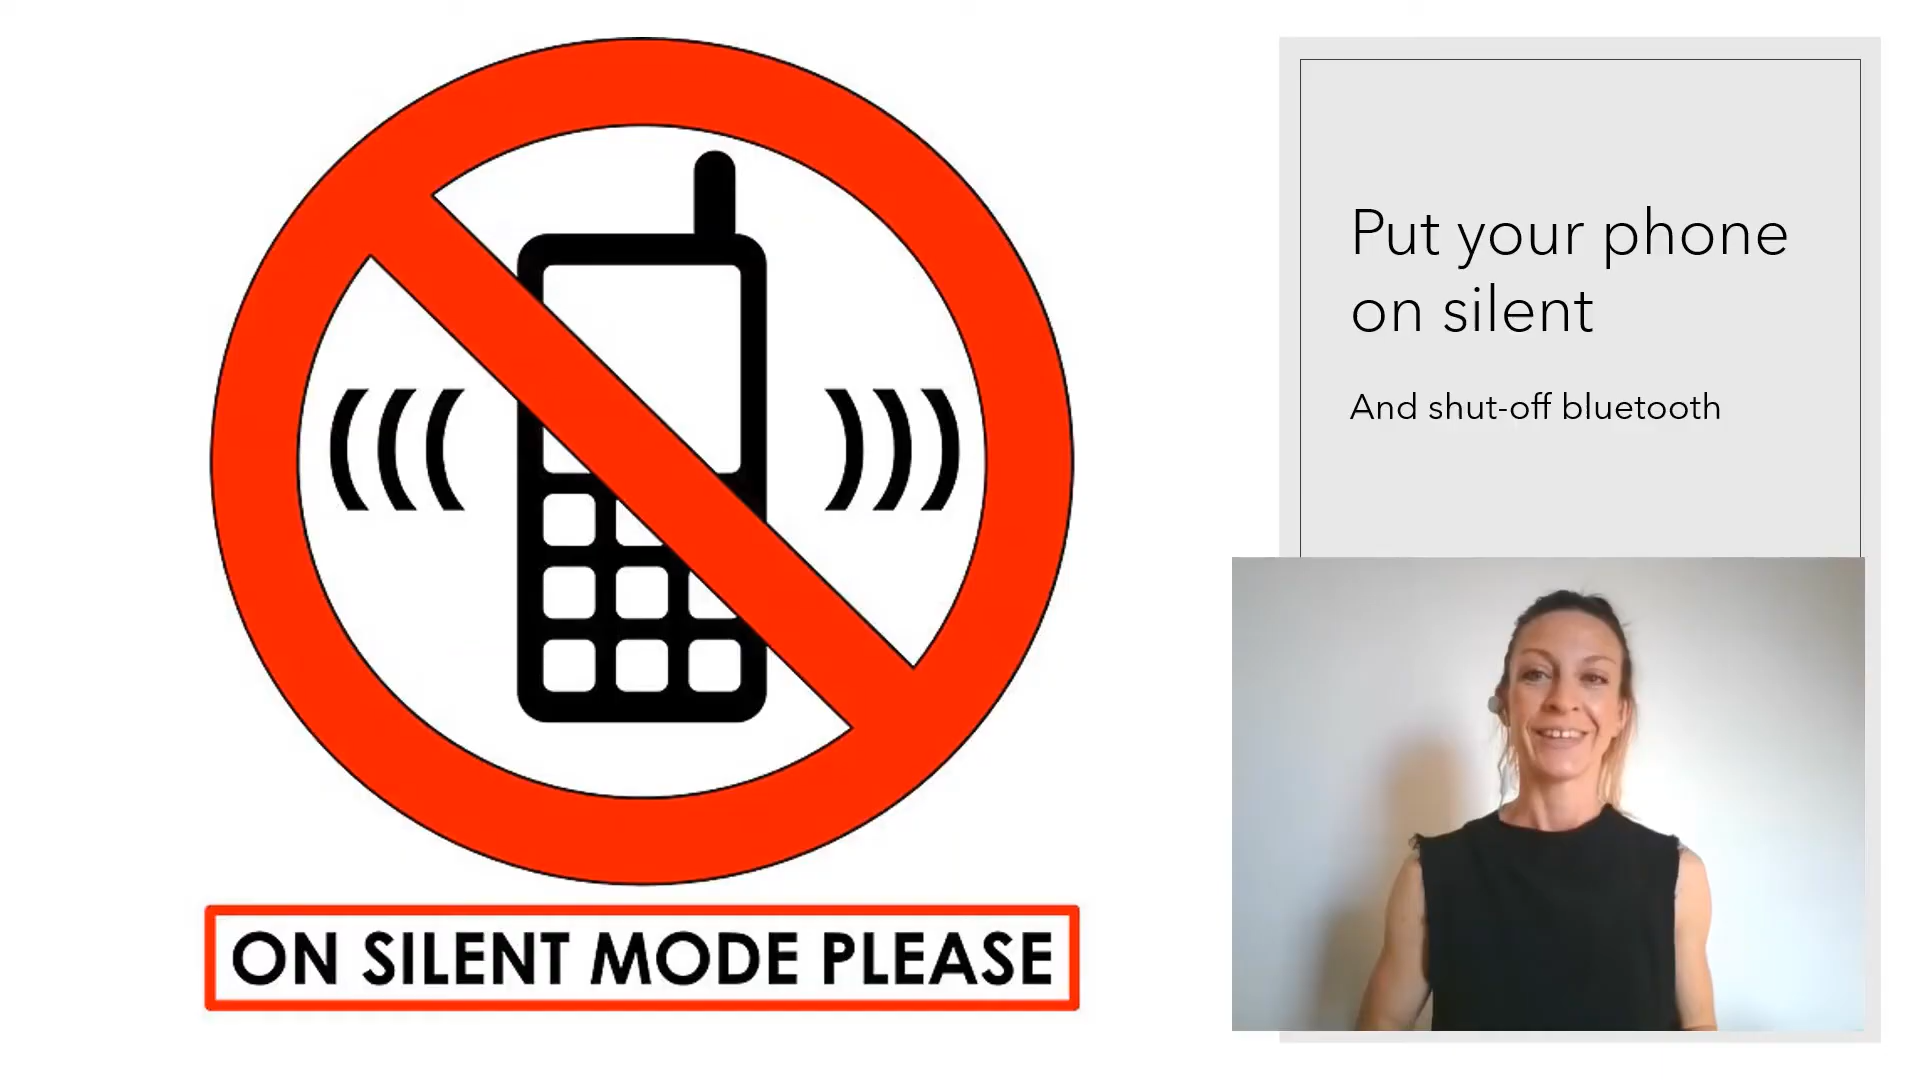 Put your phone
on silent
And shut-off bluetooth
ON SILENT MODE PLEASE